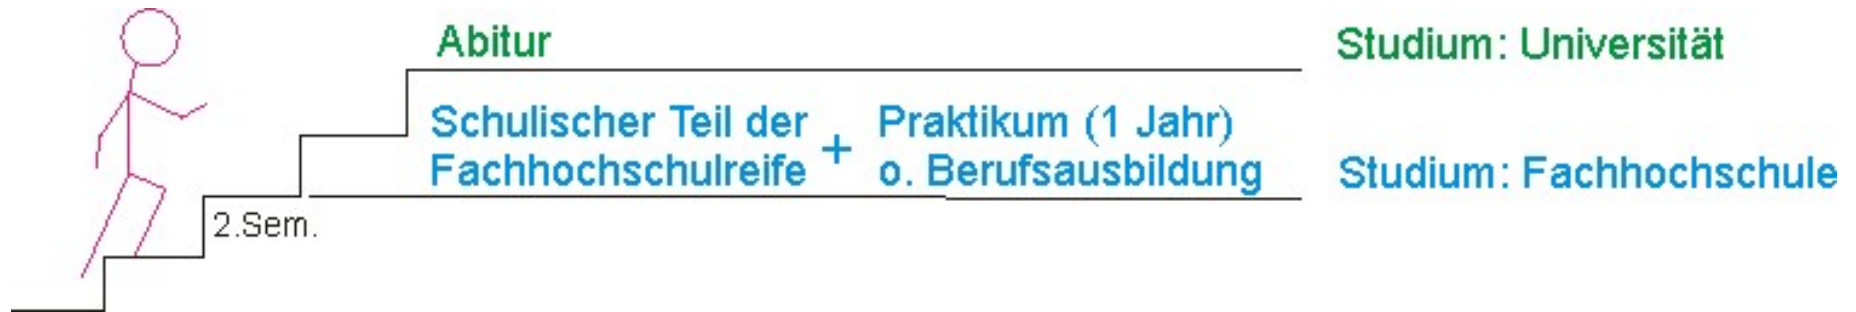 Abitur
Studium: Universität
Schulischer Teil der
Fachhochschulreife
+
Praktikum (1 Jahr)
o. Berufsausbildung
Studium: Fachhochschule
2.Sem.